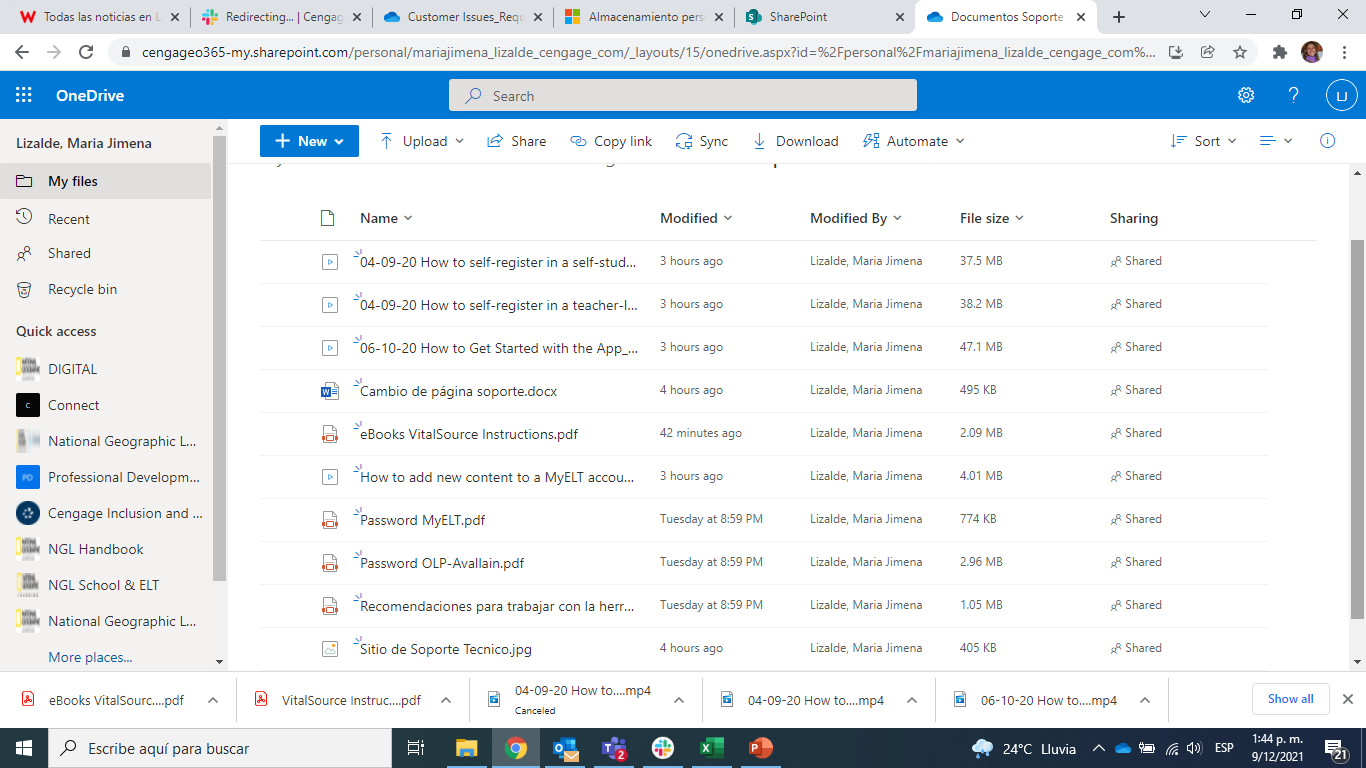 Todas las noticias en L
Redirecting... | Cengag
Customer Issues_Requ
Almacenamiento pers
SharePoint
Documentos Soporte
cengageo365-my.sharepoint.com/personal/mariajimena_lizalde_cengage_com/_layouts/15/onedrive.aspx?id=%2Fpersonal%2Fmariajimena_lizalde_cengage_com%...
OneDrive
Search
LJ
Lizalde, Maria Jimena
New
Upload
Share
Copy link
Sync
Download
Automate
Sort
My files
Recent
Shared
Recycle bin
Quick access
DIGITAL
C Connect
National Geographic L...
PD Professional Developm...
Cengage Inclusion and ...
NGL Handbook
NGL School & ELT
National Geographic L...
More places...
Name Modified Modified By File size Sharing
04-09-20 How to self-register in a self-stud... 3 hours ago Lizalde, Maria Jimena 37.5 MB Shared
04-09-20 How to self-register in a teacher-l... 3 hours ago Lizalde, Maria Jimena 38.2 MB Shared
06-10-20 How to Get Started with the App_... 3 hours ago Lizalde, Maria Jimena 47.1 MB Shared
Cambio de página soporte.docx 4 hours ago Lizalde, Maria Jimena 495 KB Shared
eBooks VitalSource Instructions.pdf 42 minutes ago Lizalde, Maria Jimena 2.09 MB Shared
How to add new content to a MyELT accou... 3 hours ago Lizalde, Maria Jimena 4.01 MB Shared
Password MyELT.pdf Tuesday at 8:59 PM Lizalde, Maria Jimena 774 KB Shared
Password OLP-Avallain.pdf Tuesday at 8:59 PM Lizalde, Maria Jimena 2.96 MB Shared
Recomendaciones para trabajar con la herr... Tuesday at 8:59 PM Lizalde, Maria Jimena 1.05 MB Shared
Sitio de Soporte Tecnico.jpg 4 hours ago Lizalde, Maria Jimena 405 KB Shared
eBooks VitalSourc....pdf
VitalSource Instruc....pdf
04-09-20 How to....mp4
Canceled
04-09-20 How to....mp4
06-10-20 How to....mp4
Show all
Escribe aquí para buscar
2
24°C Lluvia
ESP
1:44 p. m.
9/12/2021
21